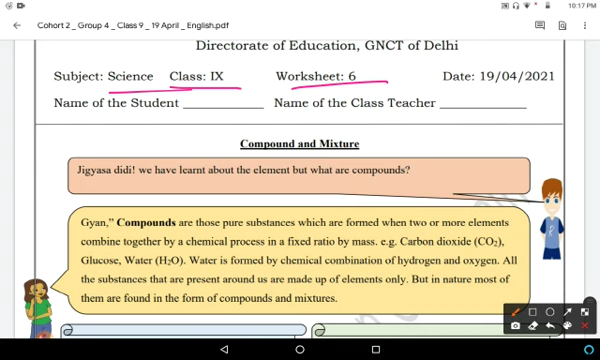 10:17 PM
Cohort 2 _ Group 4 _ Class 9 _ 19 April _ English.pdf
Directorate of Education, GNCT of Delhi
Subject: Science Class: IX Worksheet: 6 Date: 19/04/2021
Name of the Student ____________ Name of the Class Teacher _____________
Compound and Mixture
Jigyasa didi! we have learnt about the element but what are compounds?
Gyan,” Compounds are those pure substances which are formed when two or more elements
combine together by a chemical process in a fixed ratio by mass. e.g. Carbon dioxide (CO₂),
Glucose, Water (H₂O). Water is formed by chemical combination of hydrogen and oxygen. All
the substances that are present around us are made up of elements only. But in nature most of
them are found in the form of compounds and mixtures.